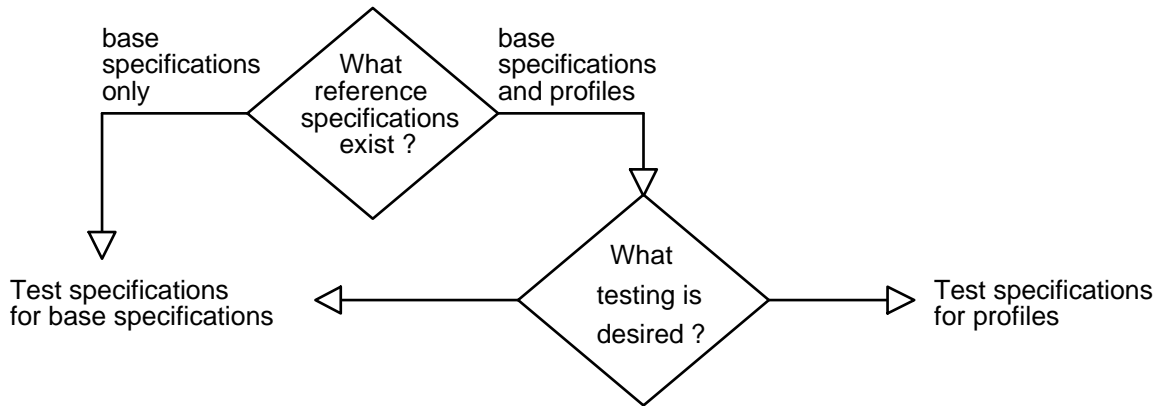 base
specifications
only
What
reference
specifications
exist ?
base
specifications
and profiles
What
testing is
desired ?
Test specifications
for base specifications
Test specifications
for profiles